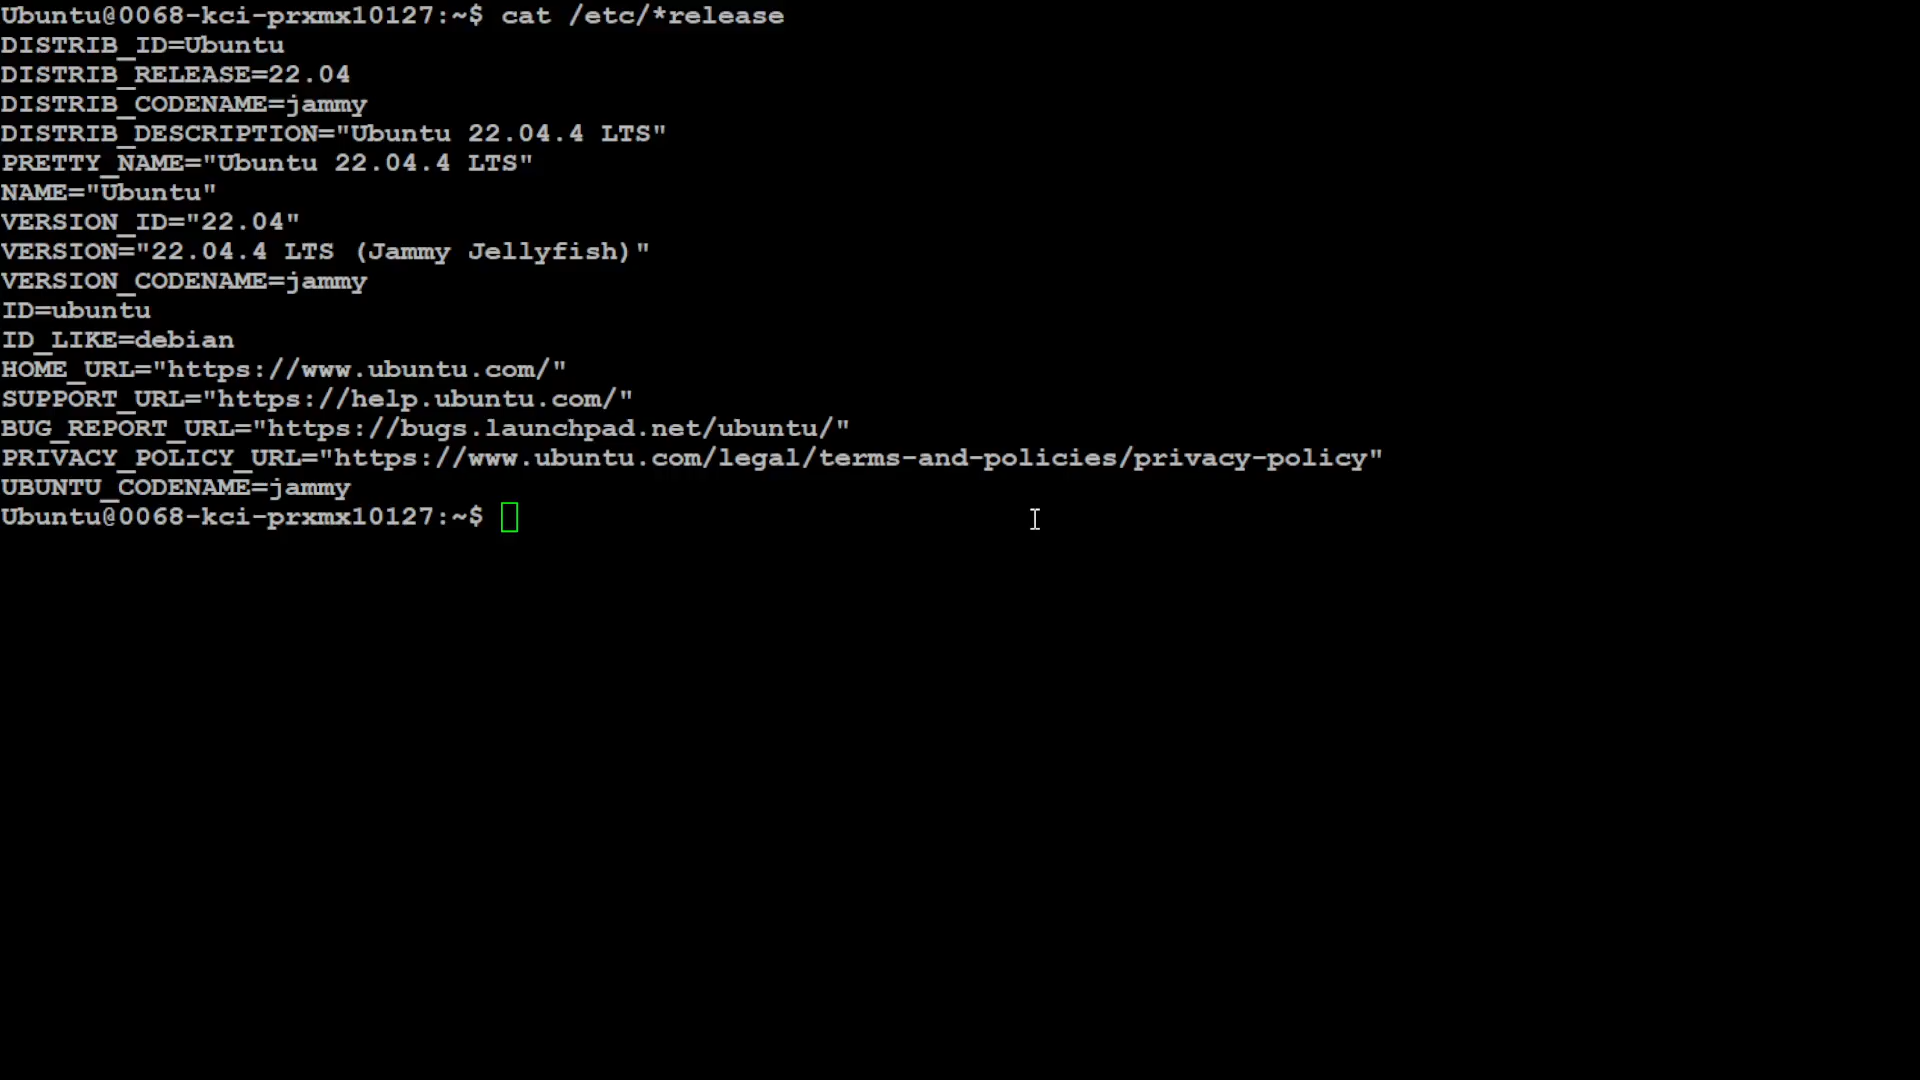 Ubuntu@0068-kci-prxmx10127:~$ cat /etc/*release
DISTRIB_ID=Ubuntu
DISTRIB_RELEASE=22.04
DISTRIB_CODENAME=jammy
DISTRIB_DESCRIPTION="Ubuntu 22.04.4 LTS"
PRETTY_NAME="Ubuntu 22.04.4 LTS"
NAME="Ubuntu"
VERSION_ID="22.04"
VERSION="22.04.4 LTS (Jammy Jellyfish)"
VERSION_CODENAME=jammy
ID=ubuntu
ID_LIKE=debian
HOME_URL="https://www.ubuntu.com/"
SUPPORT_URL="https://help.ubuntu.com/"
BUG_REPORT_URL="https://bugs.launchpad.net/ubuntu/"
PRIVACY_POLICY_URL="https://www.ubuntu.com/legal/terms-and-policies/privacy-policy"
UBUNTU_CODENAME=jammy
Ubuntu@0068-kci-prxmx10127:~$